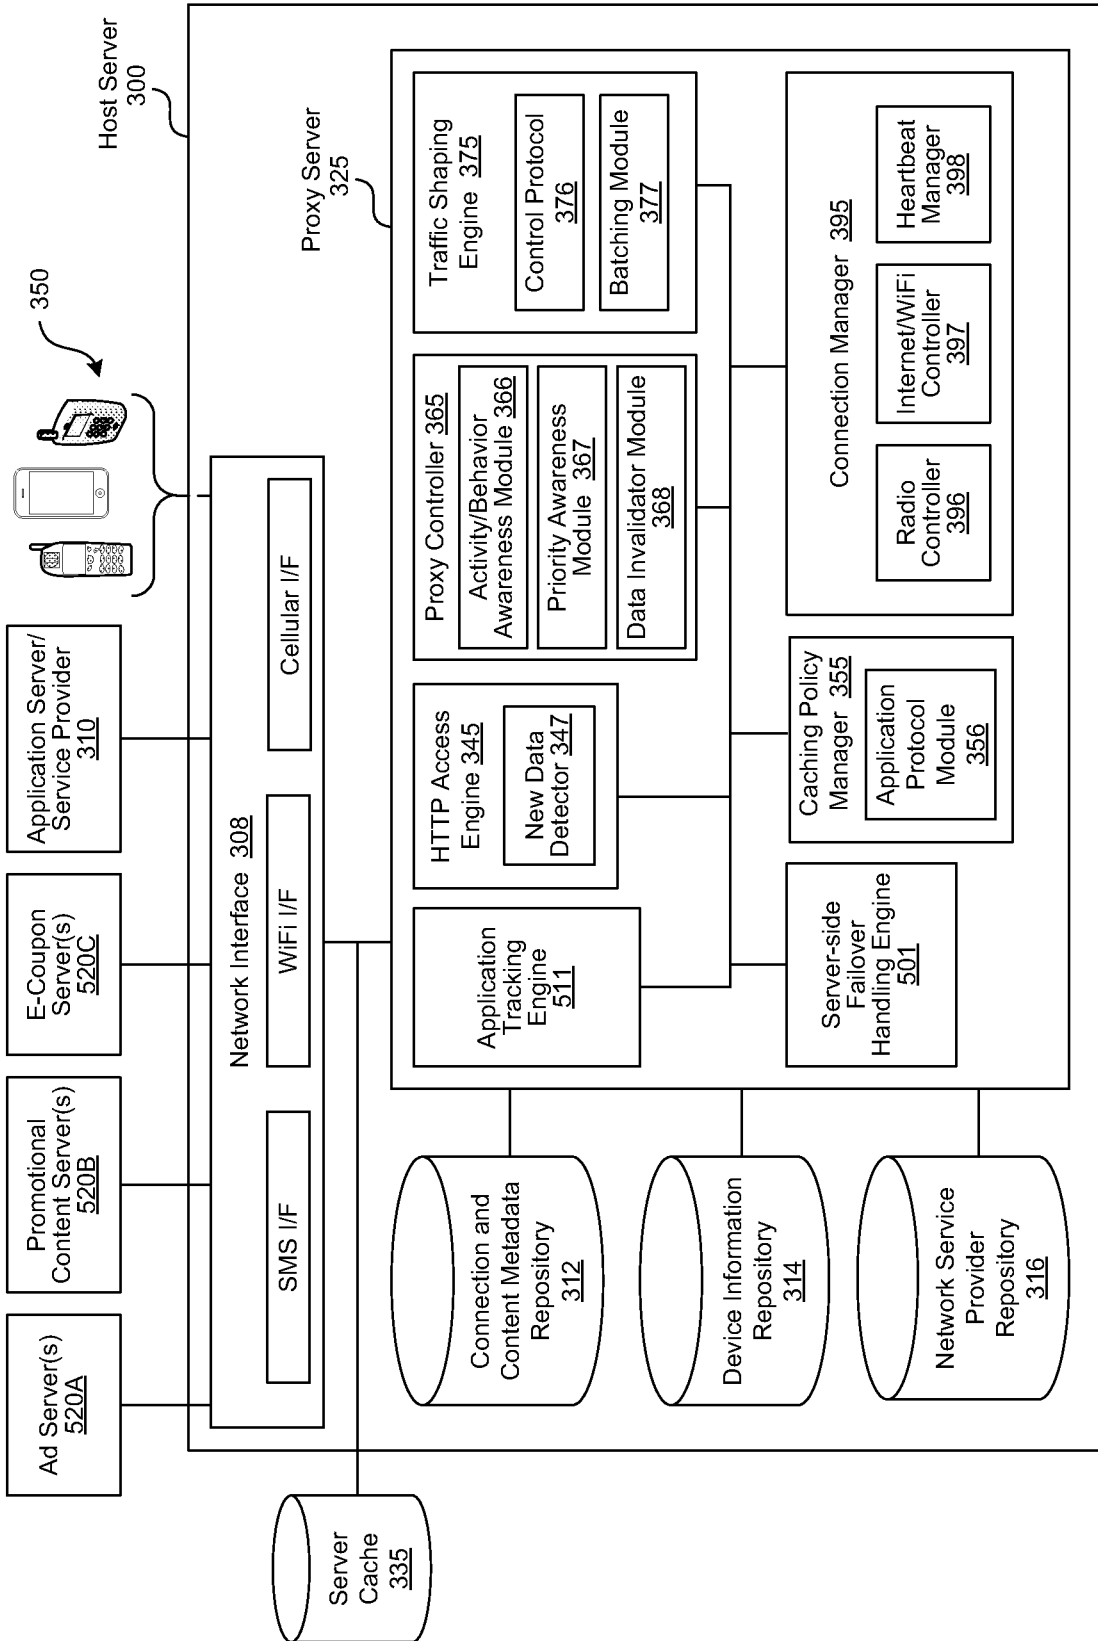 Ad Server(s)
520A
Promotional
Content Server(s)
520B
E-Coupon
Server(s)
520C
Application Server/
Service Provider
310
350
Host Server
300
Network Interface 308
SMS I/F
WiFi I/F
Cellular I/F
Server
Cache
335
Proxy Server
325
Connection and
Content Metadata
Repository
312
Device Information
Repository
314
Network Service
Provider
Repository
316
Application
Tracking
Engine
511
HTTP Access
Engine 345
New Data
Detector 347
Proxy Controller 365
Activity/Behavior
Awareness Module 366
Priority Awareness
Module 367
Data Invalidator Module
368
Traffic Shaping
Engine 375
Control Protocol
376
Batching Module
377
Server-side
Failover
Handling Engine
501
Caching Policy
Manager 355
Application
Protocol
Module
356
Connection Manager 395
Radio
Controller
396
Internet/WiFi
Controller
397
Heartbeat
Manager
398